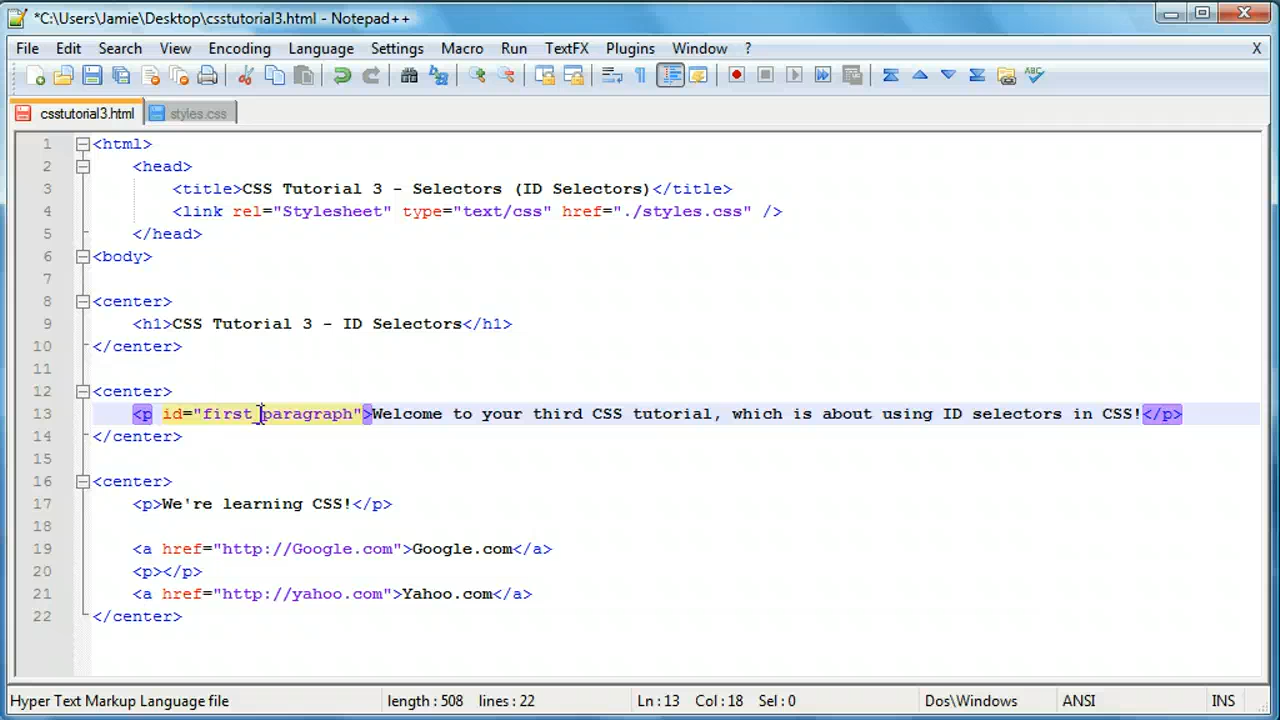 *C:\Users\Jamie\Desktop\csstutorial3.html - Notepad++
File Edit Search View Encoding Language Settings Macro Run TextFX Plugins Window ? X
csstutorial3.html styles.css
1 <html>
2 <head>
3 <title>CSS Tutorial 3 - Selectors (ID Selectors)</title>
4 <link rel="Stylesheet" type="text/css" href="./styles.css" />
5 </head>
6 <body>
7
8 <center>
9 <h1>CSS Tutorial 3 - ID Selectors</h1>
10 </center>
11
12 <center>
13 <p id="first paragraph">Welcome to your third CSS tutorial, which is about using ID selectors in CSS!</p>
14 </center>
15
16 <center>
17 <p>We're learning CSS!</p>
18
19 <a href="http://Google.com">Google.com</a>
20 <p></p>
21 <a href="http://yahoo.com">Yahoo.com</a>
22 </center>
Hyper Text Markup Language file length : 508 lines : 22 Ln : 13 Col : 18 Sel : 0 Dos\Windows ANSI INS